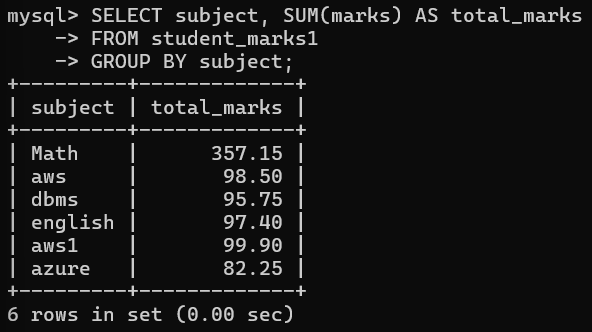 mysql> SELECT subject, SUM(marks) AS total_marks
    -> FROM student_marks1
    -> GROUP BY subject;
+---------+-------------+
| subject | total_marks |
+---------+-------------+
| Math    |      357.15 |
| aws     |       98.50 |
| dbms    |       95.75 |
| english |       97.40 |
| aws1    |       99.90 |
| azure   |       82.25 |
+---------+-------------+
6 rows in set (0.00 sec)